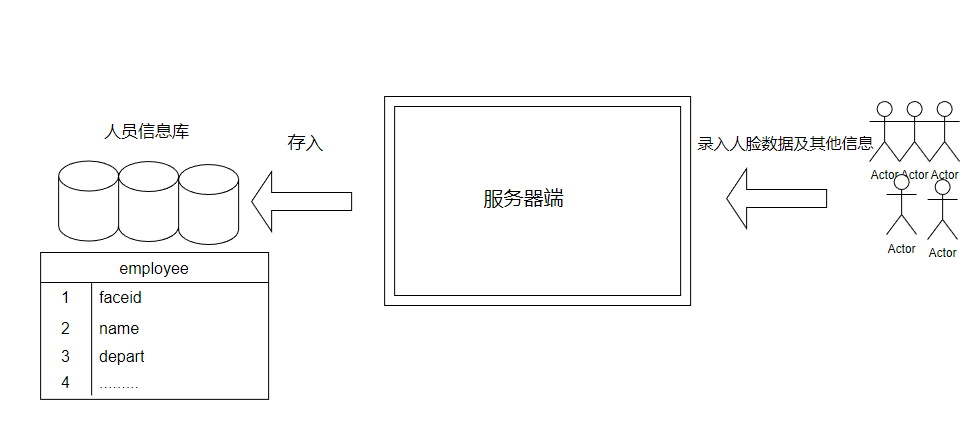 人员信息库
存入
服务器端
录入人脸数据及其他信息
Actor Actor Actor
Actor
Actor
employee
1 faceid
2 name
3 depart
4 .........